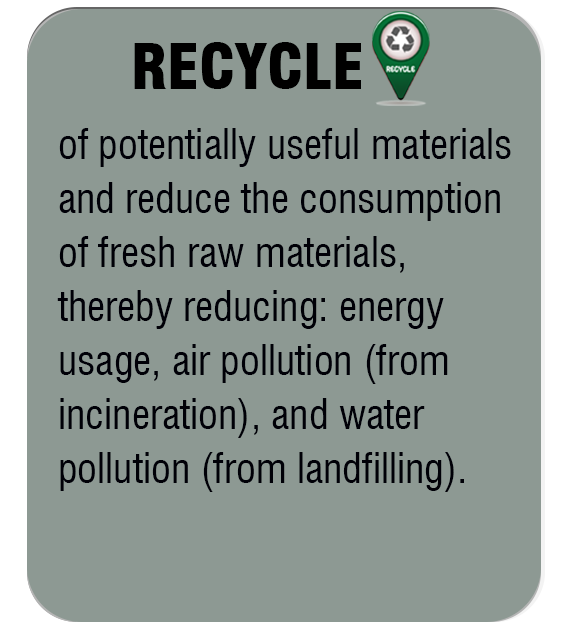 RECYCLE
RECYCLE
of potentially useful materials
and reduce the consumption
of fresh raw materials,
thereby reducing: energy
usage, air pollution (from
incineration), and water
pollution (from landfilling).